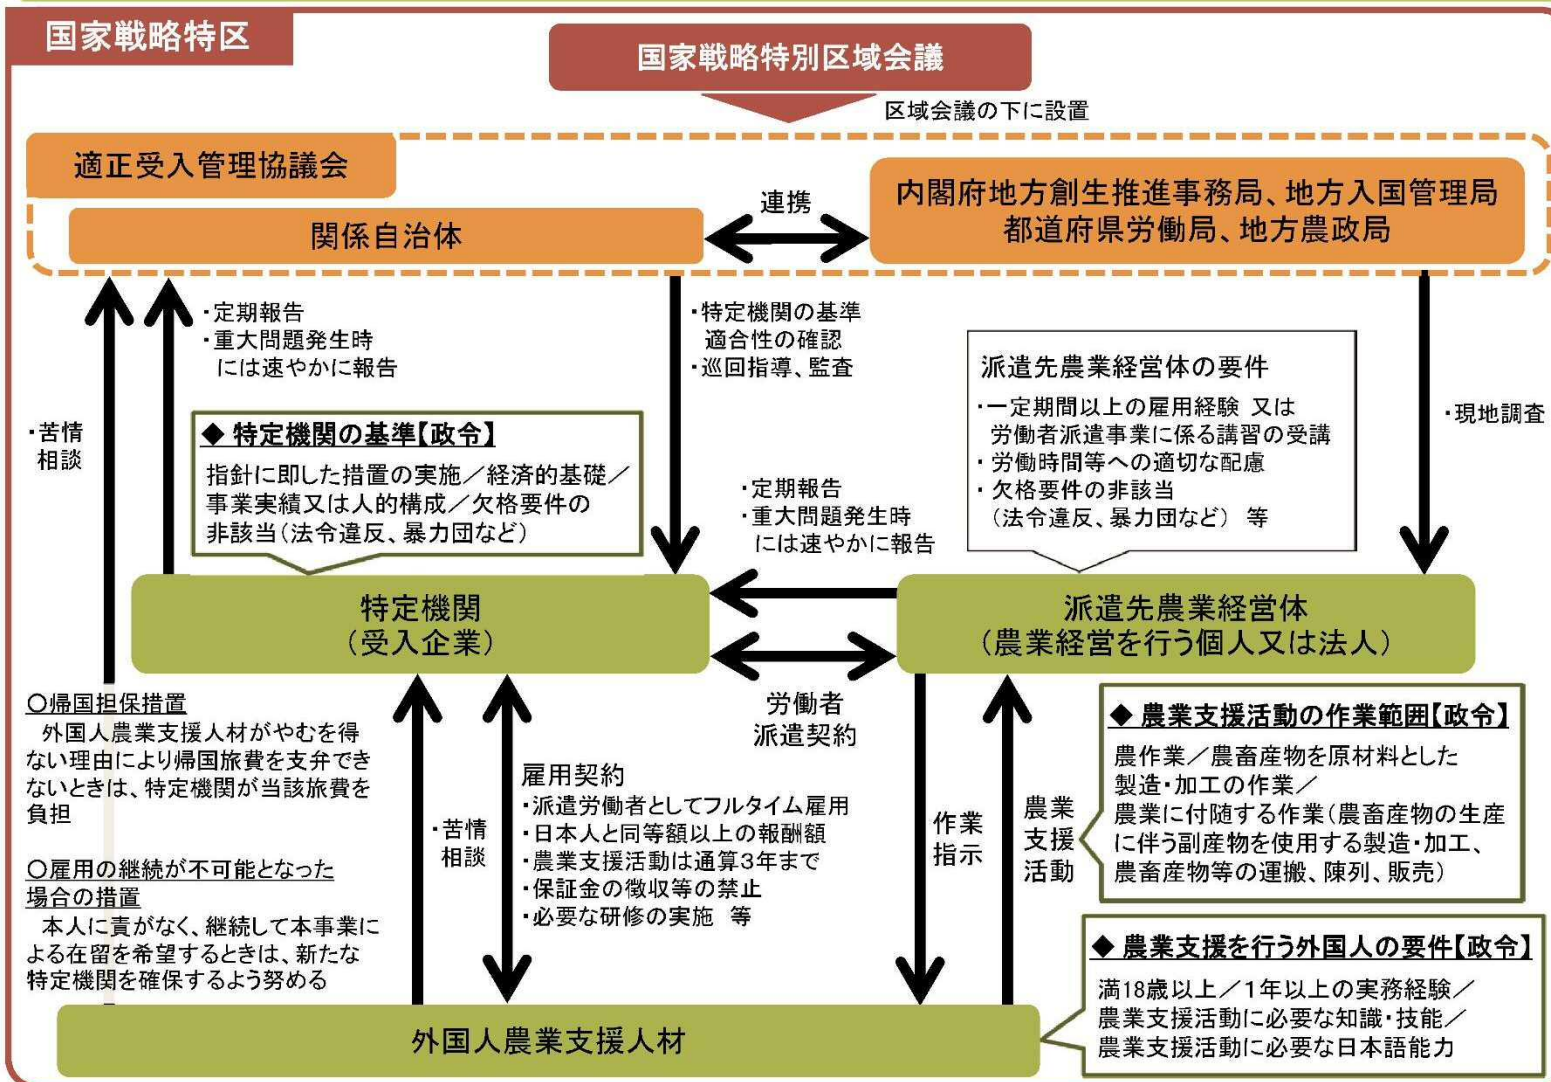 国家戦略特区
国家戦略特別区域会議
区域会議の下に設置
適正受入管理協議会
関係自治体
連携
内閣府地方創生推進事務局、地方入国管理局
都道府県労働局、地方農政局
・苦情
相談
・定期報告
・重大問題発生時
には速やかに報告
・特定機関の基準
適合性の確認
・巡回指導、監査
派遣先農業経営体の要件
・一定期間以上の雇用経験 又は
労働者派遣事業に係る講習の受講
・労働時間等への適切な配慮
・欠格要件の非該当
（法令違反、暴力団など） 等
・現地調査
◆ 特定機関の基準【政令】
指針に即した措置の実施／経済的基礎／
事業実績又は人的構成／欠格要件の
非該当（法令違反、暴力団など）
・定期報告
・重大問題発生時
には速やかに報告
特定機関
（受入企業）
派遣先農業経営体
（農業経営を行う個人又は法人）
労働者
派遣契約
〇帰国担保措置
外国人農業支援人材がやむを得
ない理由により帰国旅費を支弁でき
ないときは、特定機関が当該旅費を
負担
〇雇用の継続が不可能となった
場合の措置
本人に責がなく、継続して本事業に
よる在留を希望するときは、新たな
特定機関を確保するよう努める
・苦情
相談
雇用契約
・派遣労働者としてフルタイム雇用
・日本人と同等額以上の報酬額
・農業支援活動は通算3年まで
・保証金の徴収等の禁止
・必要な研修の実施 等
作業
指示
農業
支援
活動
◆ 農業支援活動の作業範囲【政令】
農作業／農畜産物を原材料とした
製造・加工の作業／
農業に付随する作業（農畜産物の生産
に伴う副産物を使用する製造・加工、
農畜産物等の運搬、陳列、販売）
◆ 農業支援を行う外国人の要件【政令】
満18歳以上／1年以上の実務経験／
農業支援活動に必要な知識・技能／
農業支援活動に必要な日本語能力
外国人農業支援人材